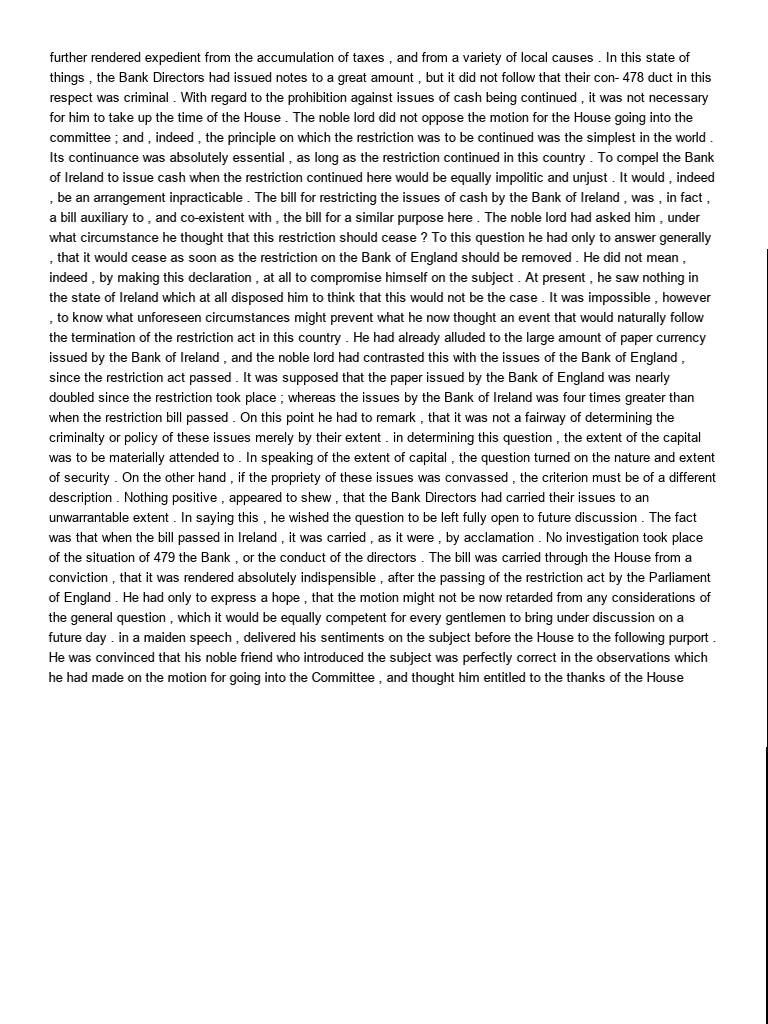 further rendered expedient from the accumulation of taxes , and from a variety of local causes . In this state of
things , the Bank Directors had issued notes to a great amount , but it did not follow that their con- 478 duct in this
respect was criminal . With regard to the prohibition against issues of cash being continued , it was not necessary
for him to take up the time of the House . The noble lord did not oppose the motion for the House going into the
committee ; and , indeed , the principle on which the restriction was to be continued was the simplest in the world .
Its continuance was absolutely essential , as long as the restriction continued in this country . To compel the Bank
of Ireland to issue cash when the restriction continued here would be equally impolitic and unjust . It would , indeed
, be an arrangement inpracticable . The bill for restricting the issues of cash by the Bank of Ireland , was , in fact ,
a bill auxiliary to , and co-existent with , the bill for a similar purpose here . The noble lord had asked him , under
what circumstance he thought that this restriction should cease ? To this question he had only to answer generally
, that it would cease as soon as the restriction on the Bank of England should be removed . He did not mean ,
indeed , by making this declaration , at all to compromise himself on the subject . At present , he saw nothing in
the state of Ireland which at all disposed him to think that this would not be the case . It was impossible , however
, to know what unforeseen circumstances might prevent what he now thought an event that would naturally follow
the termination of the restriction act in this country . He had already alluded to the large amount of paper currency
issued by the Bank of Ireland , and the noble lord had contrasted this with the issues of the Bank of England ,
since the restriction act passed . It was supposed that the paper issued by the Bank of England was nearly
doubled since the restriction took place ; whereas the issues by the Bank of Ireland was four times greater than
when the restriction bill passed . On this point he had to remark , that it was not a fairway of determining the
criminalty or policy of these issues merely by their extent . in determining this question , the extent of the capital
was to be materially attended to . In speaking of the extent of capital , the question turned on the nature and extent
of security . On the other hand , if the propriety of these issues was convassed , the criterion must be of a different
description . Nothing positive , appeared to shew , that the Bank Directors had carried their issues to an
unwarrantable extent . In saying this , he wished the question to be left fully open to future discussion . The fact
was that when the bill passed in Ireland , it was carried , as it were , by acclamation . No investigation took place
of the situation of 479 the Bank , or the conduct of the directors . The bill was carried through the House from a
conviction , that it was rendered absolutely indispensible , after the passing of the restriction act by the Parliament
of England . He had only to express a hope , that the motion might not be now retarded from any considerations of
the general question , which it would be equally competent for every gentlemen to bring under discussion on a
future day . in a maiden speech , delivered his sentiments on the subject before the House to the following purport .
He was convinced that his noble friend who introduced the subject was perfectly correct in the observations which
he had made on the motion for going into the Committee , and thought him entitled to the thanks of the House